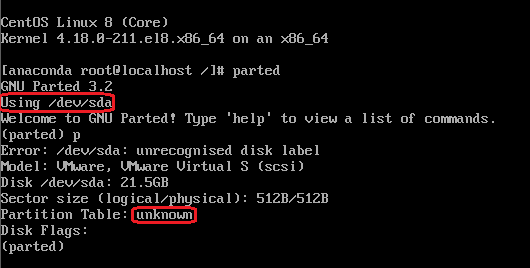 CentOS Linux 8 (Core)
Kernel 4.18.0-211.el8.x86_64 on an x86_64
[anaconda root@localhost /]# parted
GNU Parted 3.2
Using /dev/sda
Welcome to GNU Parted! Type 'help' to view a list of commands.
(parted) p
Error: /dev/sda: unrecognised disk label
Model: VMware, VMware Virtual S (scsi)
Disk /dev/sda: 21.5GB
Sector size (logical/physical): 512B/512B
Partition Table: unknown
Disk Flags:
(parted)